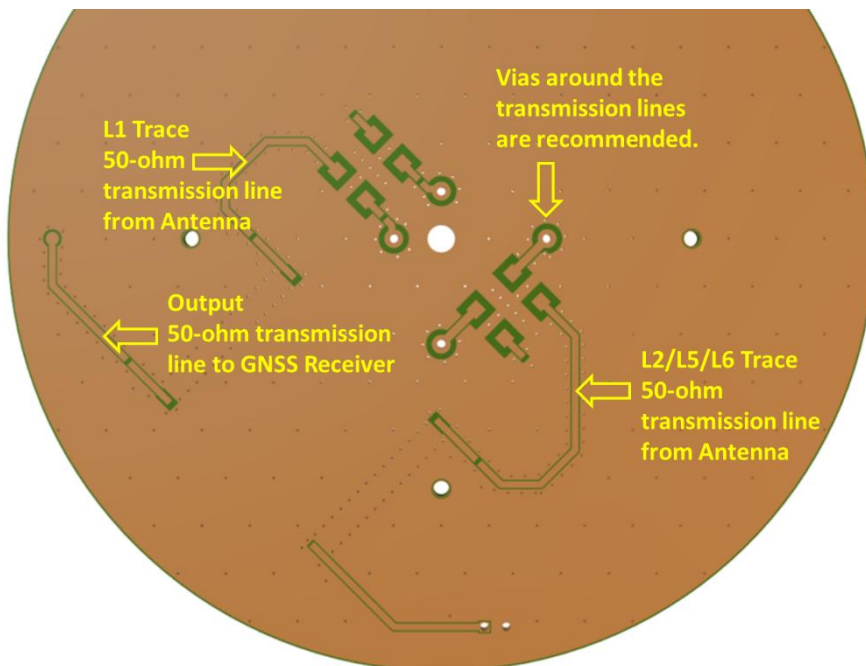 L1 Trace
50-ohm
transmission line
from Antenna
Vias around the
transmission lines
are recommended.
Output
50-ohm transmission
line to GNSS Receiver
L2/L5/L6 Trace
50-ohm
transmission line
from Antenna